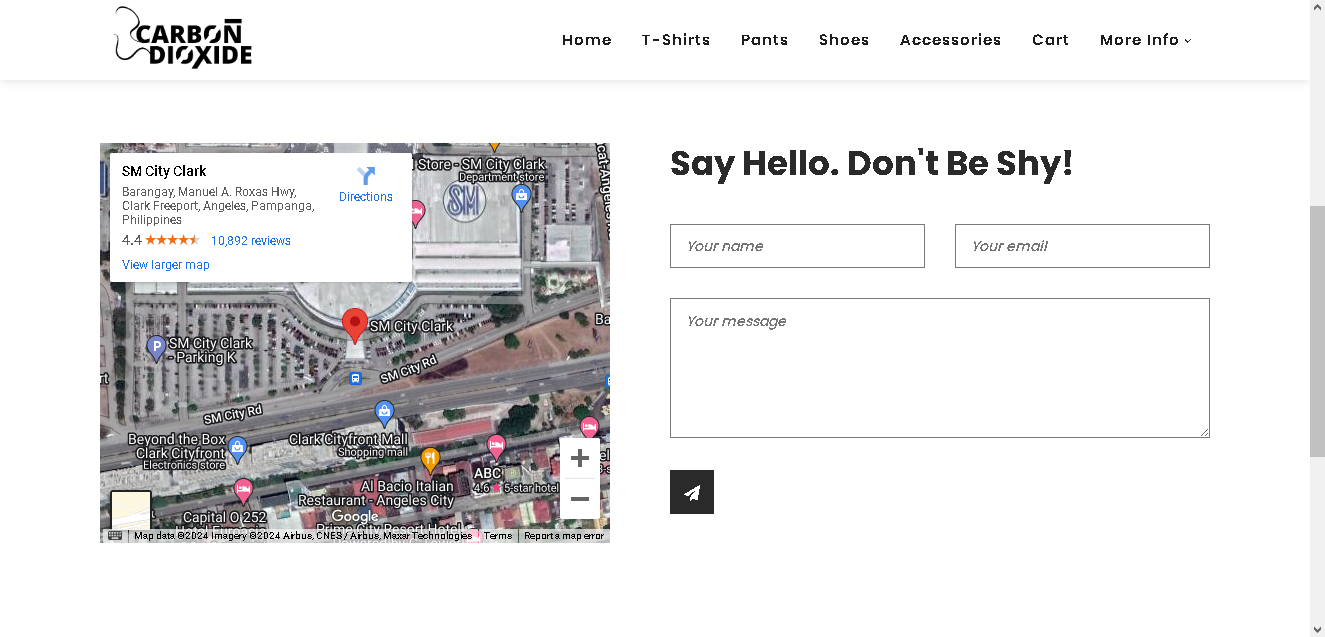 CARBON
DIOXIDE
Home T-Shirts Pants Shoes Accessories Cart More Info
SM City Clark
Barangay, Manuel A. Roxas Hwy,
Clark Freeport, Angeles, Pampanga,
Philippines
Directions
4.4 10,892 reviews
View larger map
Store - SM City Clark
Department store
SM
SM City Clark
SM City Clark
- Parking K
P
SM City Rd
SM City Rd
Beyond the Box
Clark Cityfront
Electronics store
Clark Cityfront Mall
Shopping mall
ABC
4.6 5-star hotel
Al Bacio Italian
Restaurant - Angeles City
Capital O 252
Google
Prime City Resort Hotel
Map data ©2024 Imagery ©2024 Airbus, CNES / Airbus, Maxar Technologies Terms Report a map error
Say Hello. Don't Be Shy!
Your name Your email
Your message